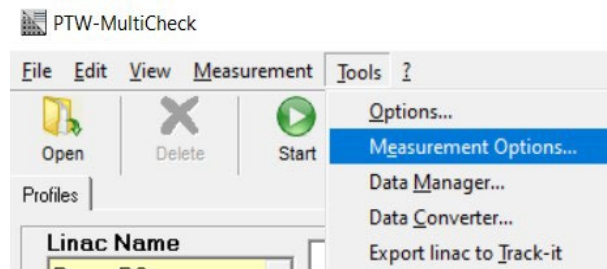 PTW-MultiCheck
File Edit View Measurement Tools ?
Open Delete Start
Options...
Measurement Options...
Data Manager...
Data Converter...
Export linac to Track-it
Profiles
Linac Name